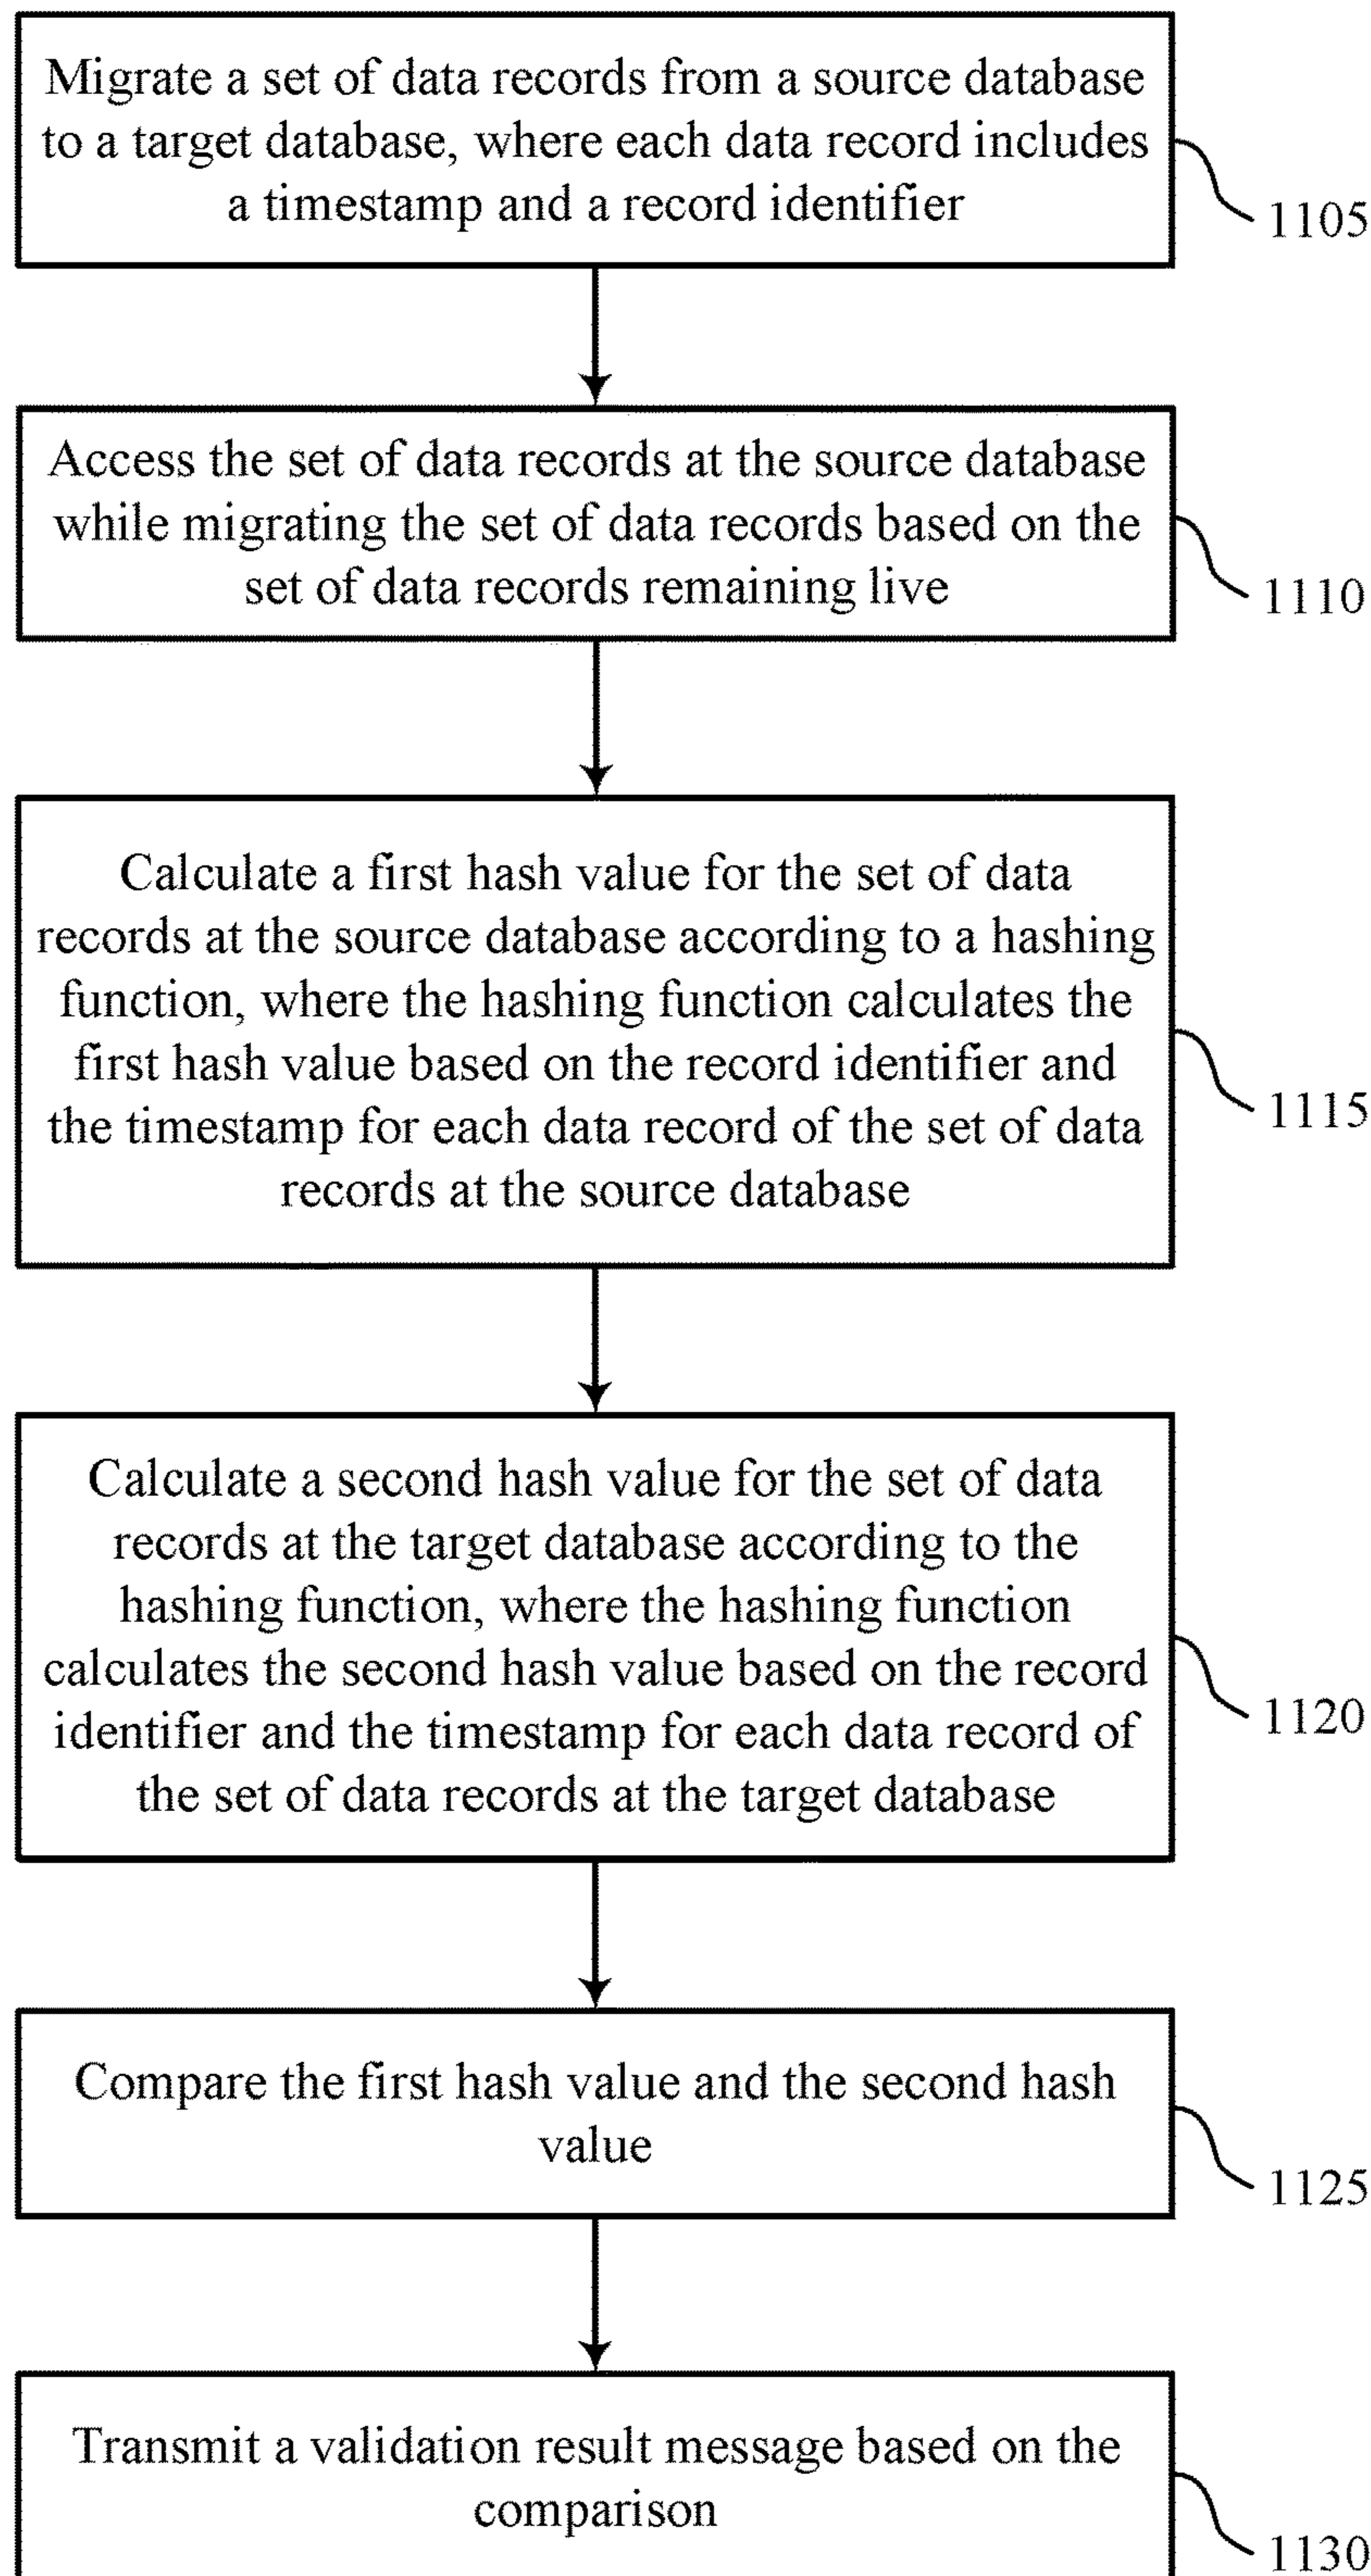 Migrate a set of data records from a source database
to a target database, where each data record includes
a timestamp and a record identifier
1105
Access the set of data records at the source database
while migrating the set of data records based on the
set of data records remaining live
1110
Calculate a first hash value for the set of data
records at the source database according to a hashing
function, where the hashing function calculates the
first hash value based on the record identifier and
the timestamp for each data record of the set of data
records at the source database
1115
Calculate a second hash value for the set of data
records at the target database according to the
hashing function, where the hashing function
calculates the second hash value based on the record
identifier and the timestamp for each data record of
the set of data records at the target database
1120
Compare the first hash value and the second hash
value
1125
Transmit a validation result message based on the
comparison
1130